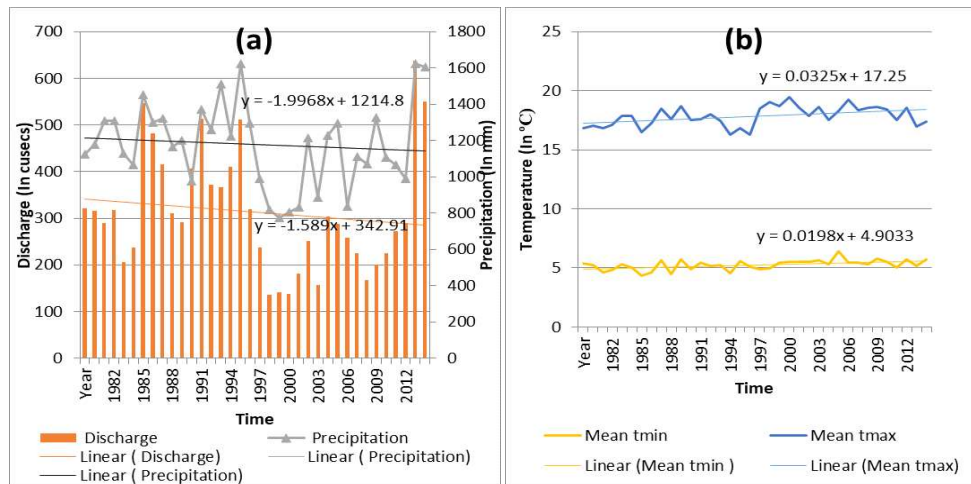 (a)
700
600
500
400
300
200
100
0
Discharge (In cusecs)
1800
1600
1400
1200
1000
800
600
400
200
0
Precipitation (In mm)
y = -1.9968x + 1214.8
y = -1.589x + 342.91
Year
1982
1985
1988
1991
1994
1997
2000
2003
2006
2009
2012
Time
Discharge
Precipitation
Linear ( Discharge)
Linear ( Precipitation)
Linear ( Precipitation)
(b)
25
20
15
10
5
0
Temperature (In °C)
y = 0.0325x + 17.25
y = 0.0198x + 4.9033
Year
1982
1985
1988
1991
1994
1997
2000
2003
2006
2009
2012
Time
Mean tmin
Mean tmax
Linear (Mean tmin )
Linear (Mean tmax)